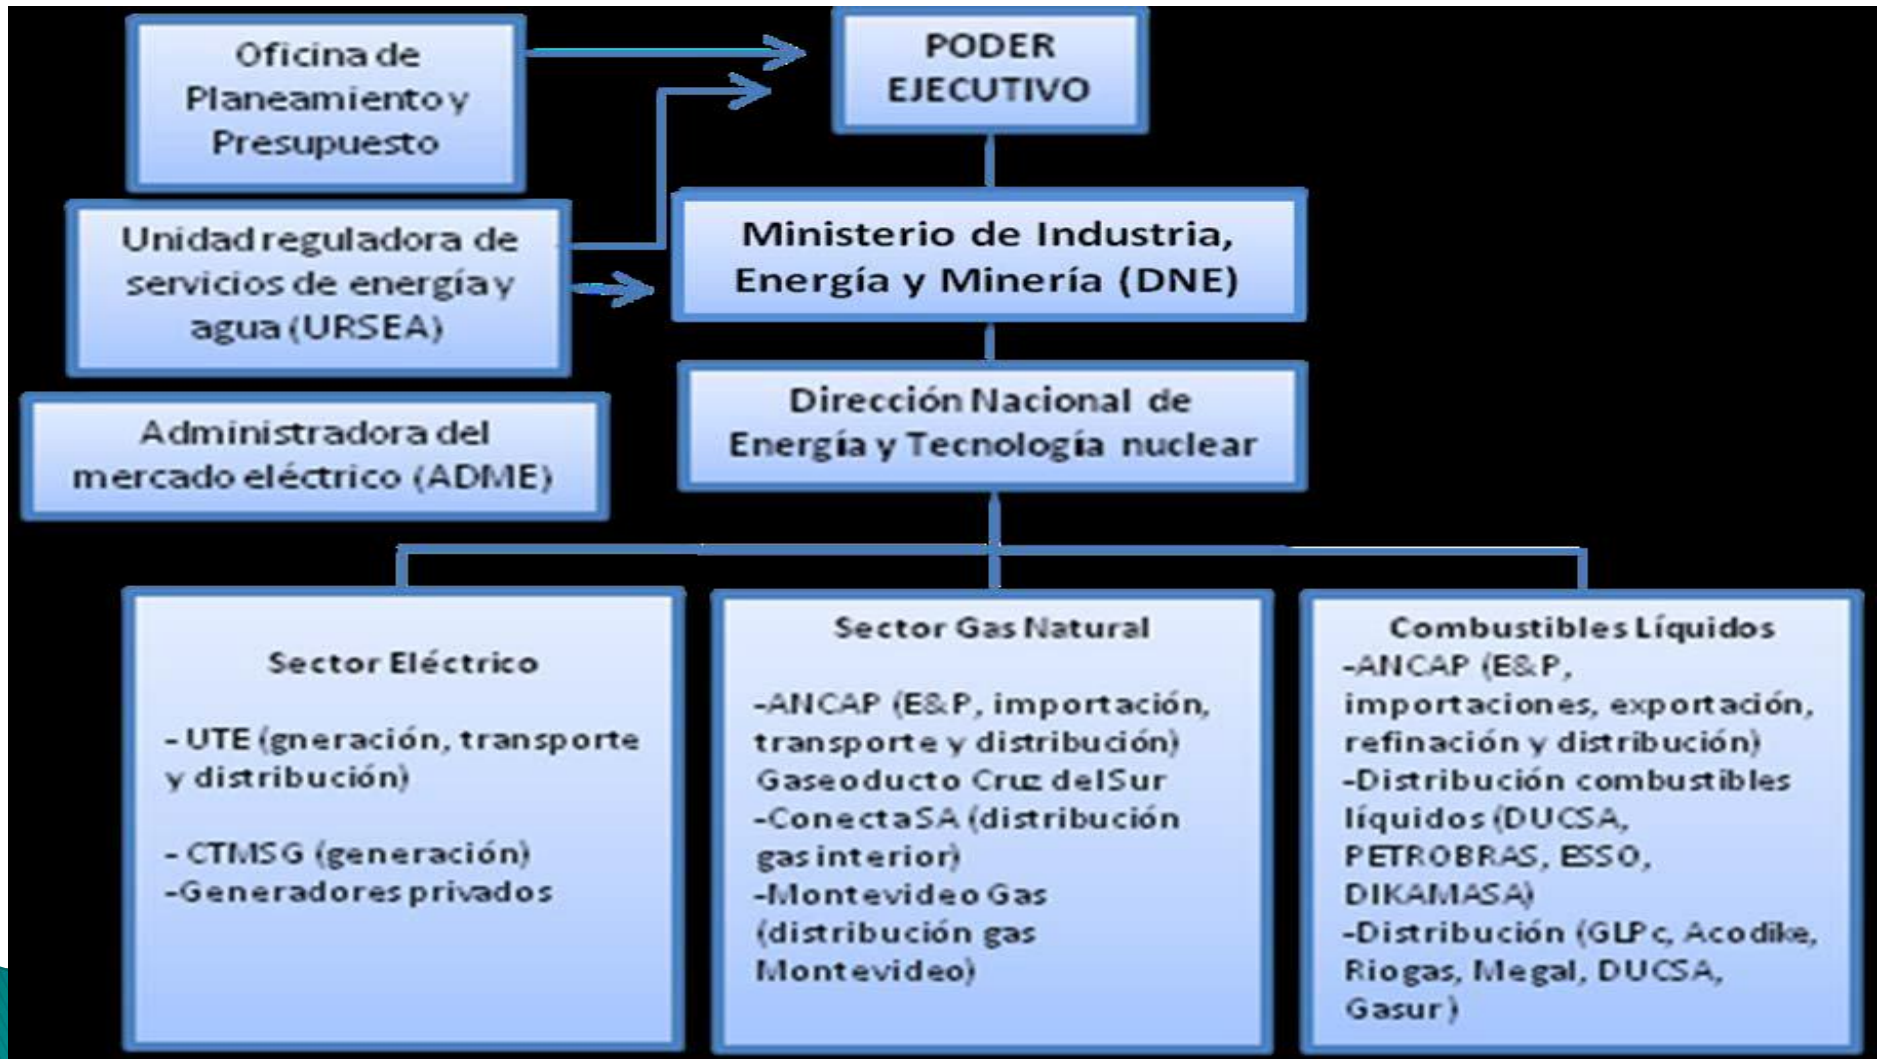 Oficina de
Planeamiento y
Presupuesto
PODER
EJECUTIVO
Unidad reguladora de
servicios de energía y
agua (URSEA)
Ministerio de Industria,
Energía y Minería (DNE)
Administradora del
mercado eléctrico (ADME)
Dirección Nacional de
Energía y Tecnología nuclear
Sector Eléctrico
- UTE (gneración, transporte
y distribución)
- CTMSG (generación)
-Generadores privados
Sector Gas Natural
-ANCAP (E&P, importación,
transporte y distribución)
Gaseoducto Cruz del Sur
-Conecta SA (distribución
gas interior)
-Montevideo Gas
(distribución gas
Montevideo)
Combustibles Líquidos
-ANCAP (E&P,
importaciones, exportación,
refinación y distribución)
-Distribución combustibles
líquidos (DUCSA,
PETROBRAS, ESSO,
DIKAMASA)
-Distribución (GLPc, Acodike,
Riogas, Megal, DUCSA,
Gasur)